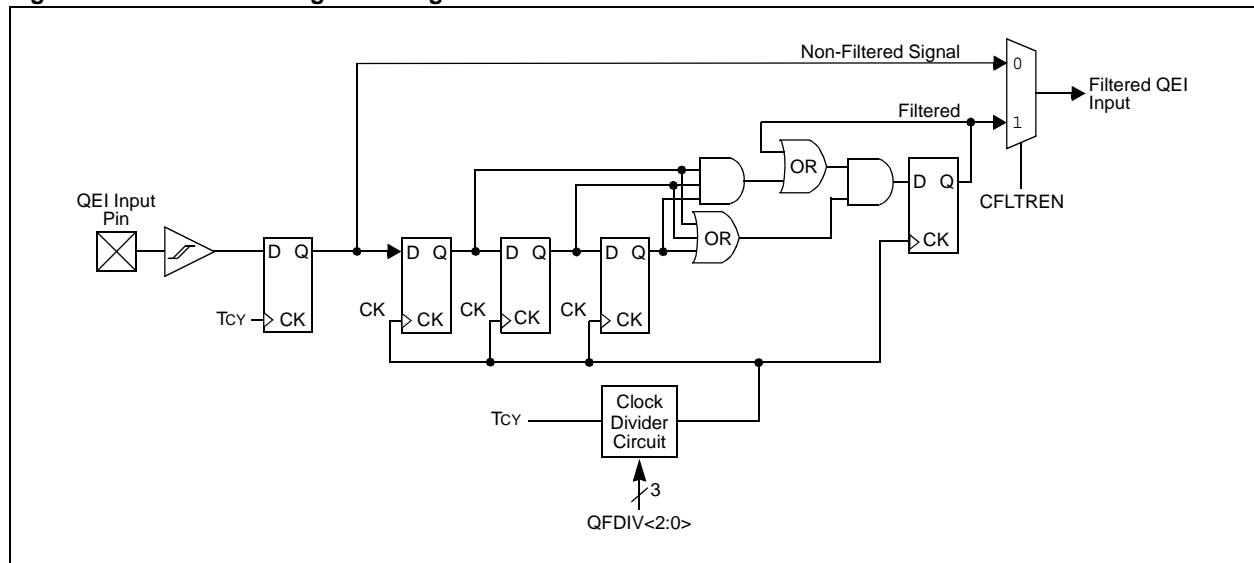 Non-Filtered Signal
0
Filtered QEI
Input
Filtered
1
OR
D Q
CFLTREN
QEI Input
Pin
OR
CK
D Q
D Q
D Q
D Q
TCY
CK
CK
CK
CK
CK
CK
CK
TCY
Clock
Divider
Circuit
3
QFDIV<2:0>